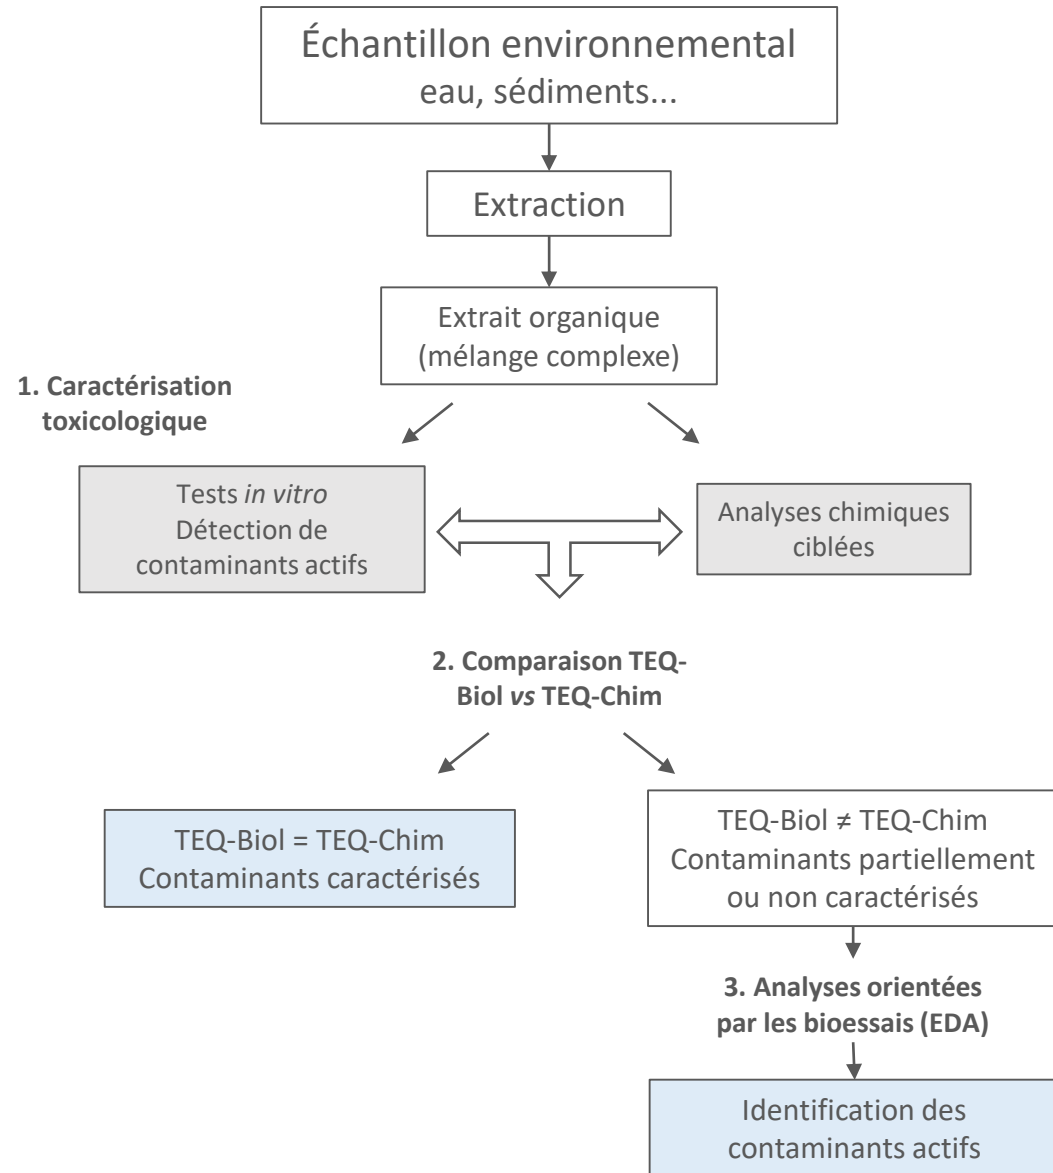 Échantillon environnemental
eau, sédiments...
Extraction
Extrait organique
(mélange complexe)
1. Caractérisation
toxicologique
Tests in vitro
Détection de
contaminants actifs
Analyses chimiques
ciblées
2. Comparaison TEQ-
Biol vs TEQ-Chim
TEQ-Biol = TEQ-Chim
Contaminants caractérisés
TEQ-Biol ≠ TEQ-Chim
Contaminants partiellement
ou non caractérisés
3. Analyses orientées
par les bioessais (EDA)
Identification des
contaminants actifs